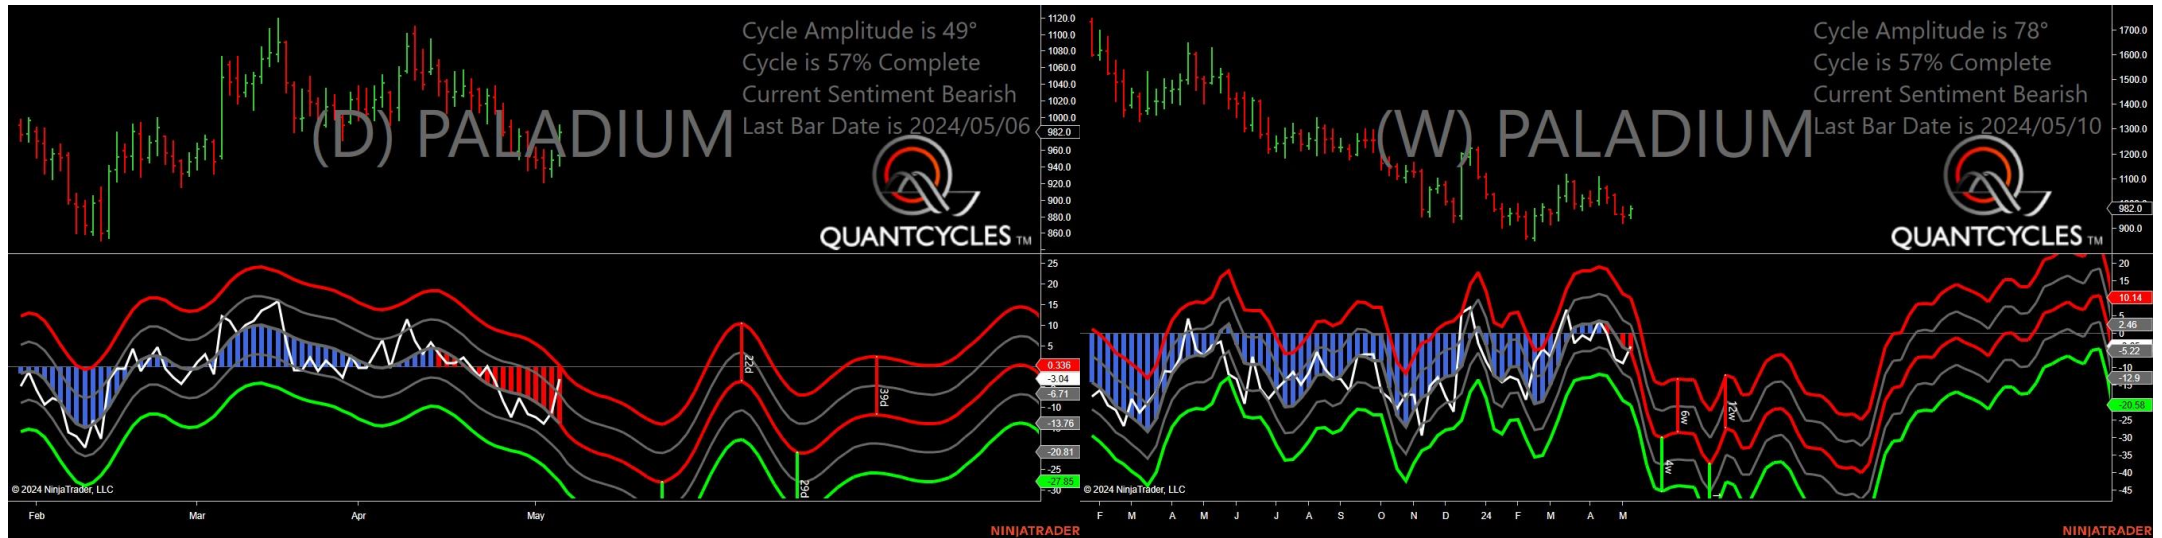 Cycle Amplitude is 49°
Cycle is 57% Complete
Current Sentiment Bearish
Last Bar Date is 2024/05/06
(D) PALADIUM
QUANTCYCLES TM
1120.0
1100.0
1080.0
1060.0
1040.0
1020.0
1000.0
982.0
960.0
940.0
920.0
900.0
880.0
860.0
25
20
15
10
5
0.336
-3.04
-6.71
-10
-13.76
-20.81
-25
-27.85
-30
22d
39d
29d
© 2024 NinjaTrader, LLC
Feb
Mar
Apr
May
NINJATRADER
Cycle Amplitude is 78°
Cycle is 57% Complete
Current Sentiment Bearish
Last Bar Date is 2024/05/10
(W) PALADIUM
QUANTCYCLES TM
1700.0
1600.0
1500.0
1400.0
1300.0
1200.0
1100.0
982.0
900.0
20
15
10.14
5
2.46
0
-5.22
-10
-12.9
-15
-20.58
-25
-30
-35
-40
-45
6w
12w
4w
© 2024 NinjaTrader, LLC
F
M
A
M
J
J
A
S
O
N
D
24
F
M
A
M
NINJATRADER